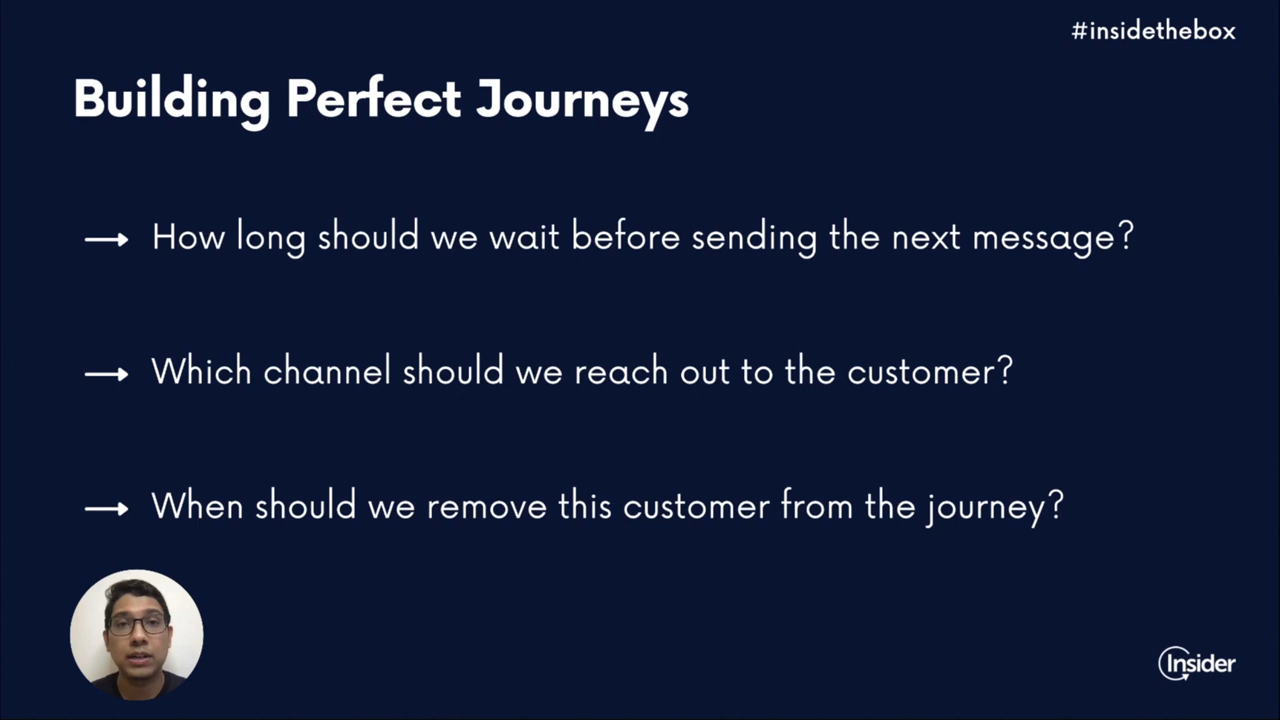 #insidethebox
Building Perfect Journeys
→ How long should we wait before sending the next message?
→ Which channel should we reach out to the customer?
→ When should we remove this customer from the journey?
Insider